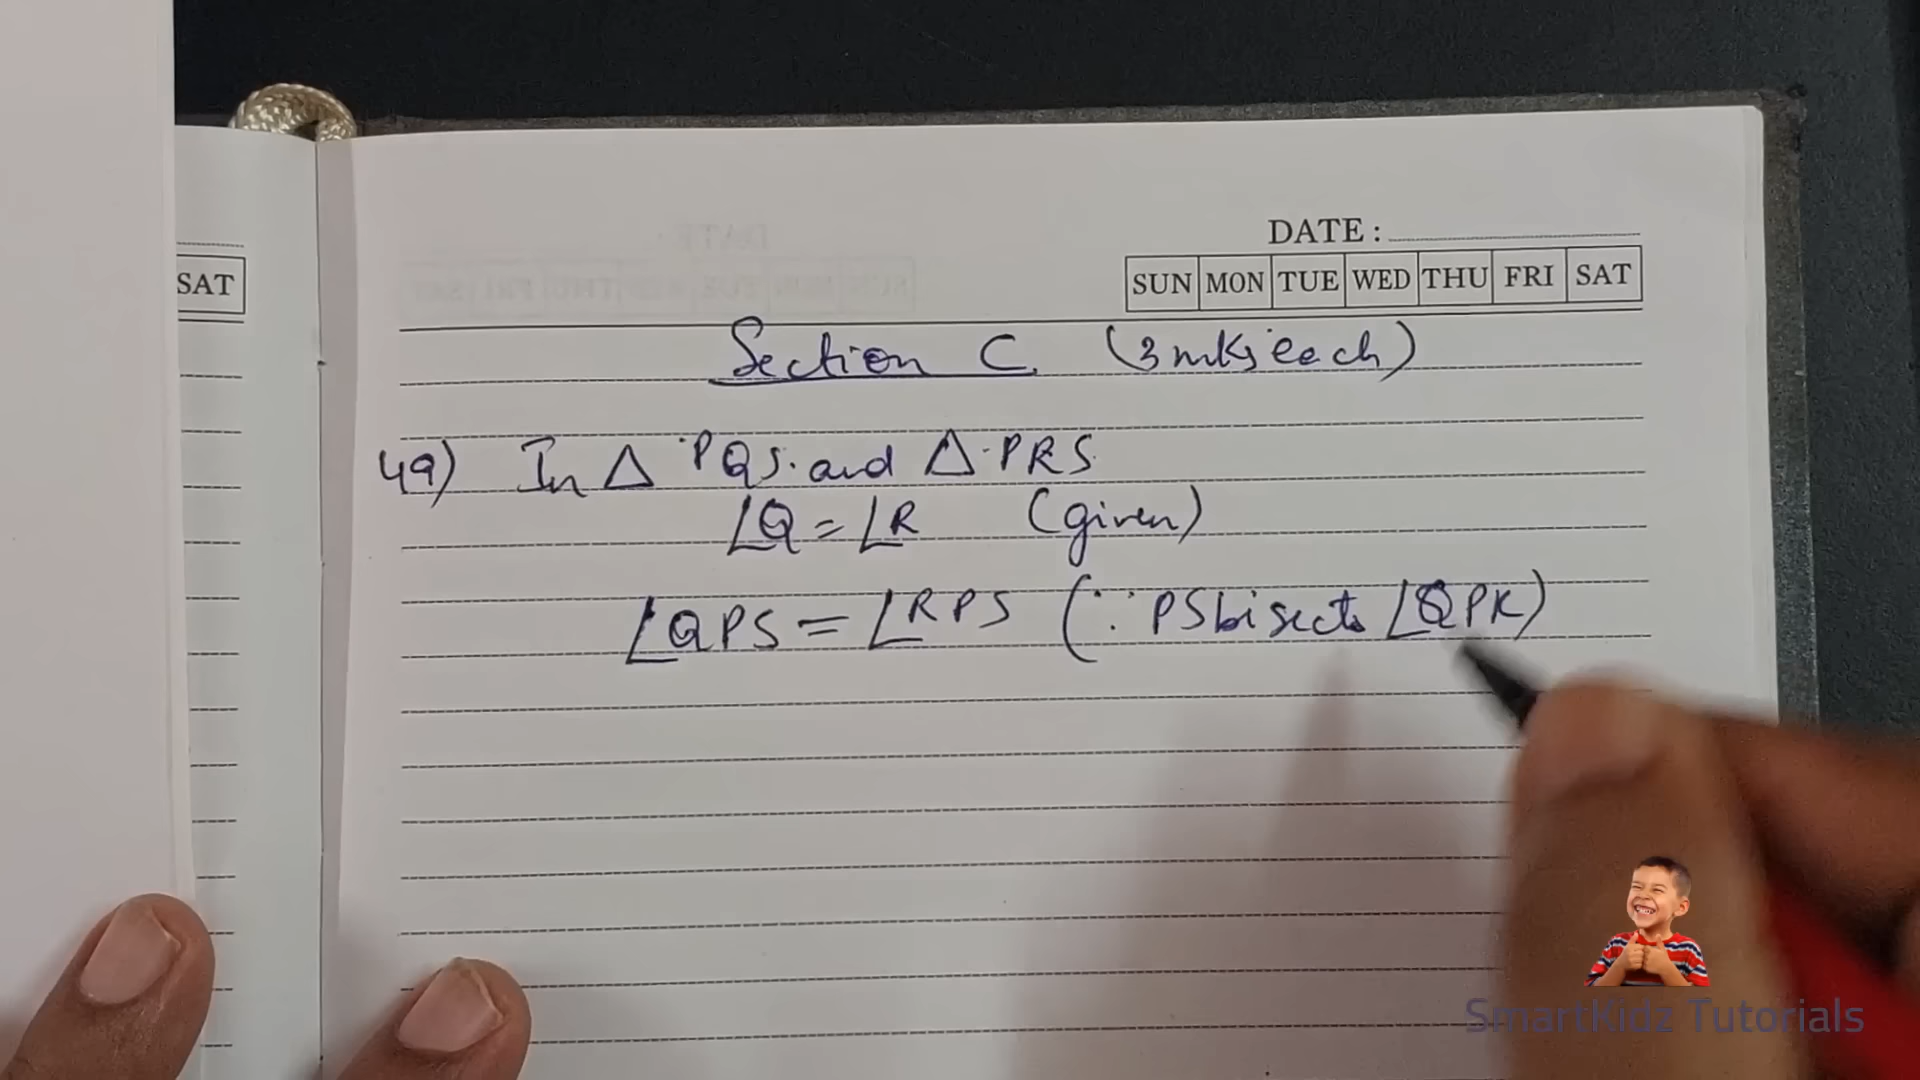 DATE :
SAT
SUN MON TUE WED THU FRI SAT
Section C (3 mks each)
49) In Δ PQS and Δ PRS
∠Q = ∠R (given)
∠QPS = ∠RPS (∵ PS bisects ∠QPR)
SmartKidz Tutorials